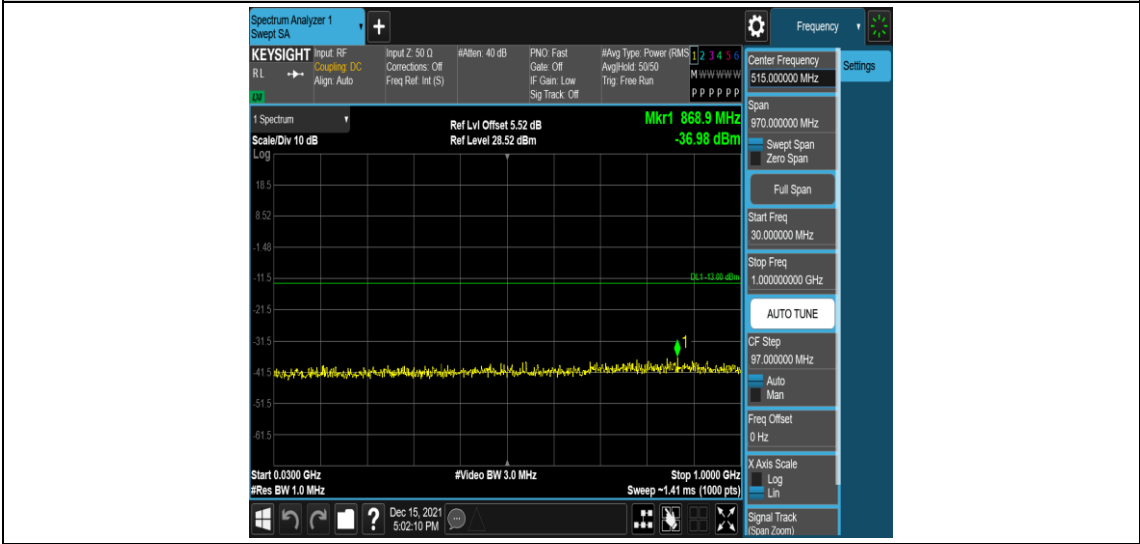 Spectrum Analyzer 1
Swept SA
+
Frequency
KEYSIGHT
RL
Input: RF
Coupling: DC
Align: Auto
Input Z: 50 Ω
Corrections: Off
Freq Ref: Int (S)
#Atten: 40 dB
PNO: Fast
Gate: Off
IF Gain: Low
Sig Track: Off
#Avg Type: Power (RMS
Avg|Hold: 50/50
Trig: Free Run
1 2 3 4 5 6
M W W W W W
P P P P P P
1 Spectrum
Scale/Div 10 dB
Log
Ref Lvl Offset 5.52 dB
Ref Level 28.52 dBm
Mkr1 868.9 MHz
-36.98 dBm
18.5
8.52
-1.48
-11.5
-21.5
-31.5
-41.5
-51.5
-61.5
DL1 -13.00 dBm
1
Start 0.0300 GHz
#Res BW 1.0 MHz
#Video BW 3.0 MHz
Stop 1.0000 GHz
Sweep ~1.41 ms (1000 pts)
Dec 15, 2021
5:02:10 PM
?
Settings
Center Frequency
515.000000 MHz
Span
970.000000 MHz
Swept Span
Zero Span
Full Span
Start Freq
30.000000 MHz
Stop Freq
1.000000000 GHz
AUTO TUNE
CF Step
97.000000 MHz
Auto
Man
Freq Offset
0 Hz
X Axis Scale
Log
Lin
Signal Track
(Span Zoom)